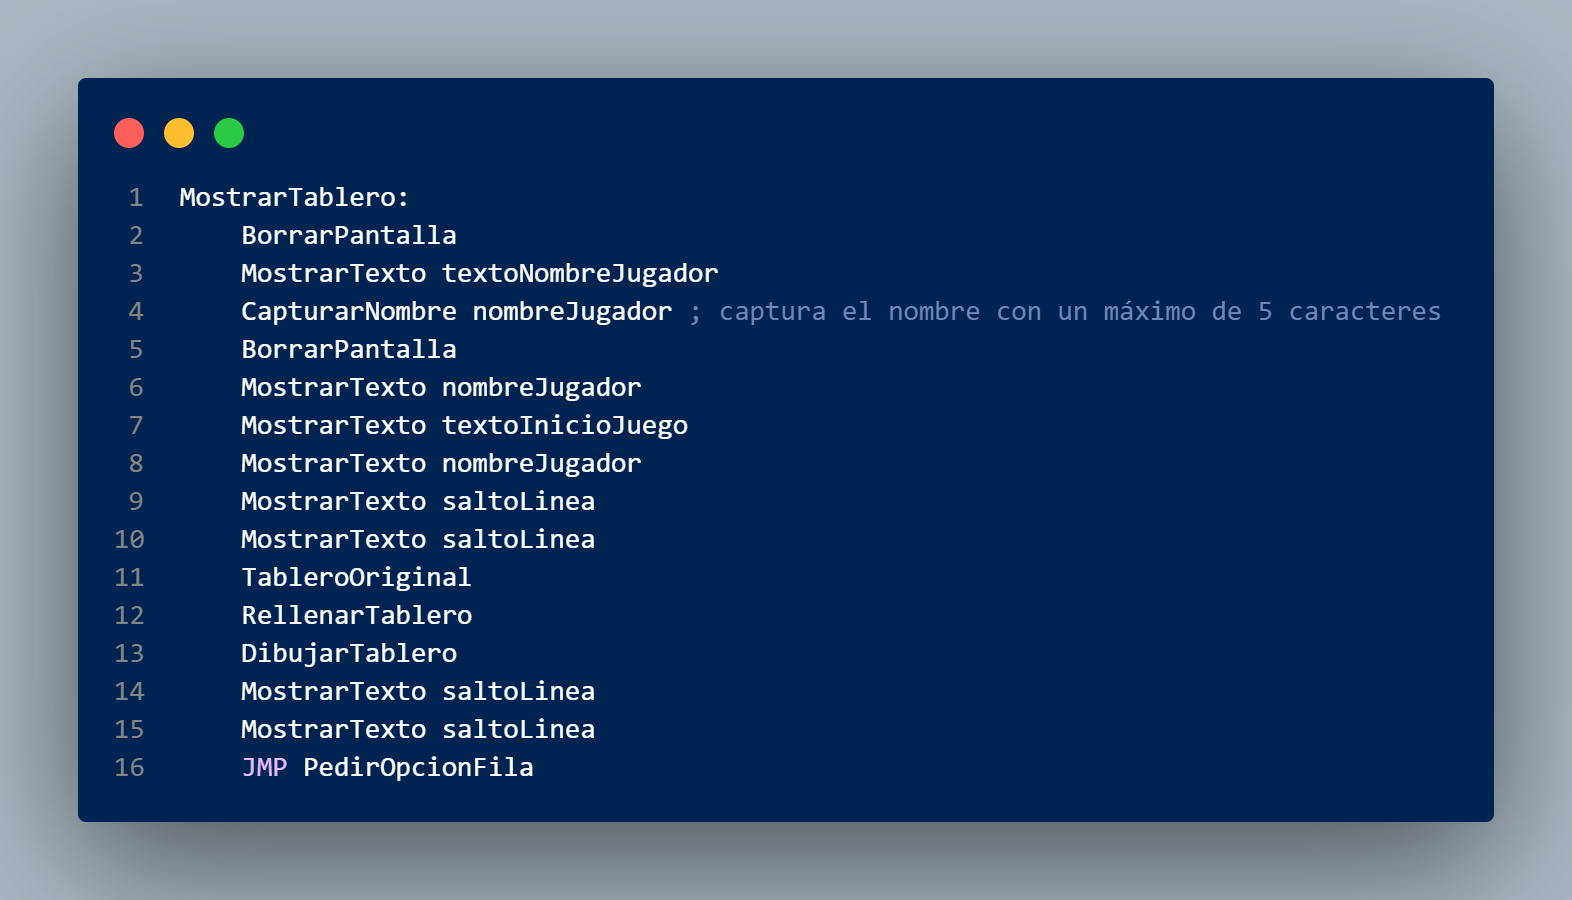 1 MostrarTablero:
2 BorrarPantalla
3 MostrarTexto textoNombreJugador
4 CapturarNombre nombreJugador ; captura el nombre con un máximo de 5 caracteres
5 BorrarPantalla
6 MostrarTexto nombreJugador
7 MostrarTexto textoInicioJuego
8 MostrarTexto nombreJugador
9 MostrarTexto saltoLinea
10 MostrarTexto saltoLinea
11 TableroOriginal
12 RellenarTablero
13 DibujarTablero
14 MostrarTexto saltoLinea
15 MostrarTexto saltoLinea
16 JMP PedirOpcionFila